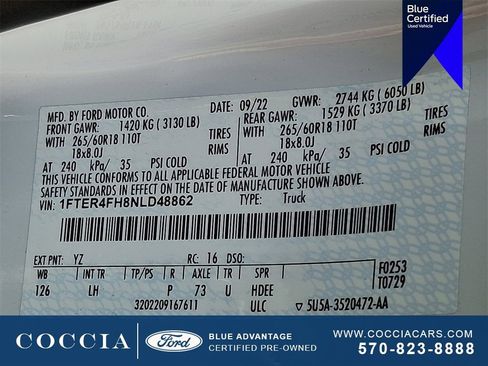 Blue
Certified
Used Vehicle
MFD. BY FORD MOTOR CO.
09/22
GVWR: 2744 KG ( 6050 LB)
FRONT GAWR: 1420 KG ( 3130 LB)
REAR GAWR: 1529 KG ( 3370 LB)
WITH 265/60R18 110T TIRES
WITH 265/60R18 110T TIRES
18x8.0J RIMS
18x8.0J RIMS
AT 240 kPa/ 35 PSI COLD
AT 240 kPa/ 35 PSI COLD
THIS VEHICLE CONFORMS TO ALL APPLICABLE FEDERAL MOTOR VEHICLE
SAFETY STANDARDS IN EFFECT ON THE DATE OF MANUFACTURE SHOWN ABOVE.
VIN: 1FTER4FH8NLD48862
TYPE: Truck
EXT PNT: YZ RC: 16 DSO:
F0253
T0729
WB INT TR TP/PS R AXLE TR SPR
126 LH P 73 U HDEE
3202209167611 ULC ▽ 5U5A-3520472-AA
COCCIA
Ford
BLUE ADVANTAGE
CERTIFIED PRE-OWNED
COCCIACARS.COM
570-823-8888